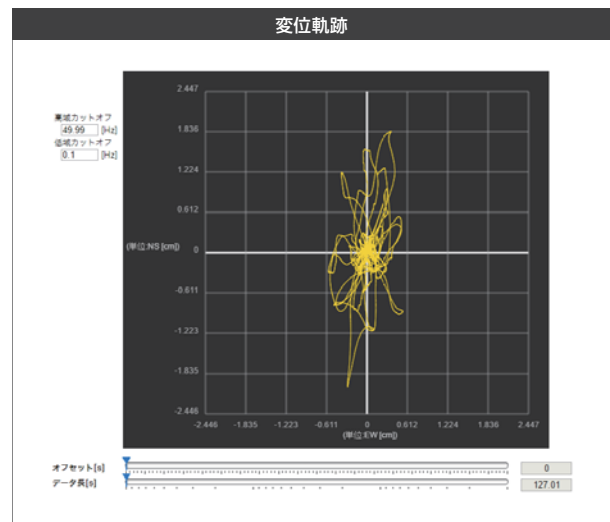 変位軌跡
高域カットオフ
49.99 [Hz]
低域カットオフ
0.1 [Hz]
2.447
1.836
1.224
0.612
(単位:NS [cm]) 0
-0.611
-1.223
-1.835
-2.446
-2.446 -1.835 -1.223 -0.611 0 0.612 1.224 1.836 2.447
(単位:EW [cm])
オフセット[s] 0
データ長[s] 127.01